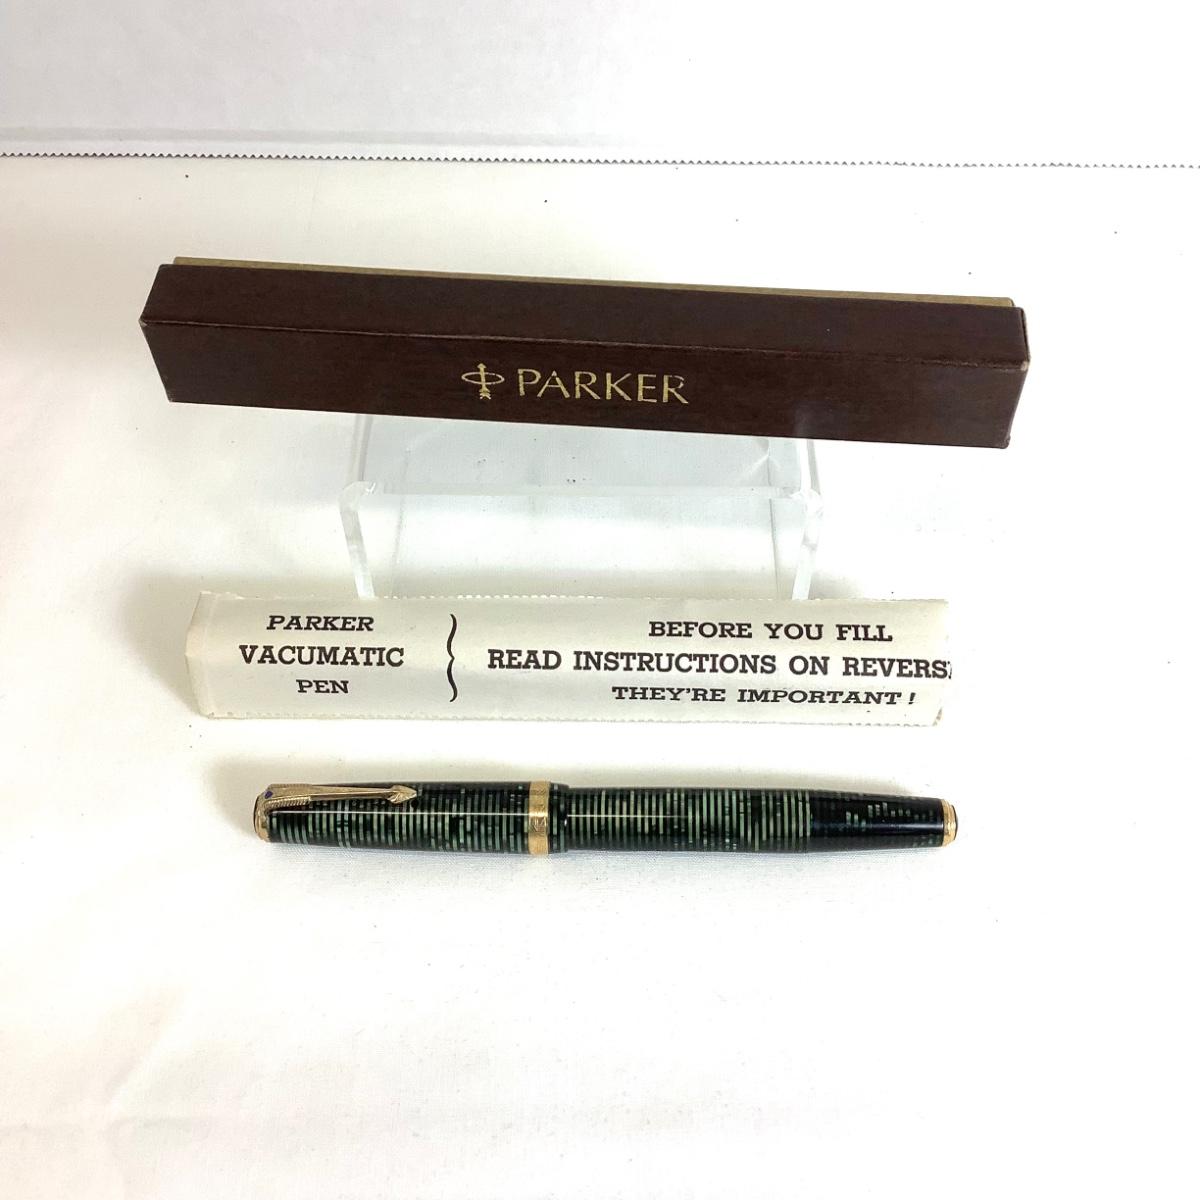 PARKER
PARKER
VACUMATIC
PEN
BEFORE YOU FILL
READ INSTRUCTIONS ON REVERS
THEY'RE IMPORTANT!